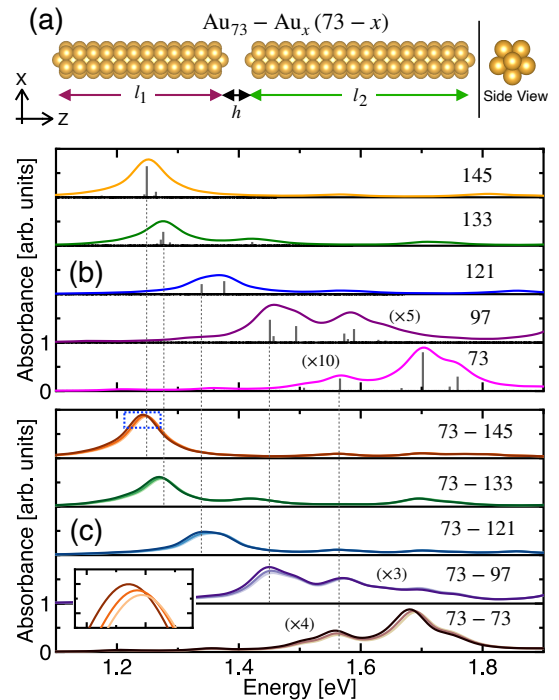 (a)
Au₇₃ − Auₓ (73 − x)
l₁
h
l₂
Side View
X
Z
Absorbance [arb. units]
(b)
145
133
121
97
(×5)
1
73
(×10)
0
Absorbance [arb. units]
(c)
73 − 145
73 − 133
73 − 121
73 − 97
(×3)
1
73 − 73
(×4)
0
1.2 1.4 1.6 1.8
Energy [eV]